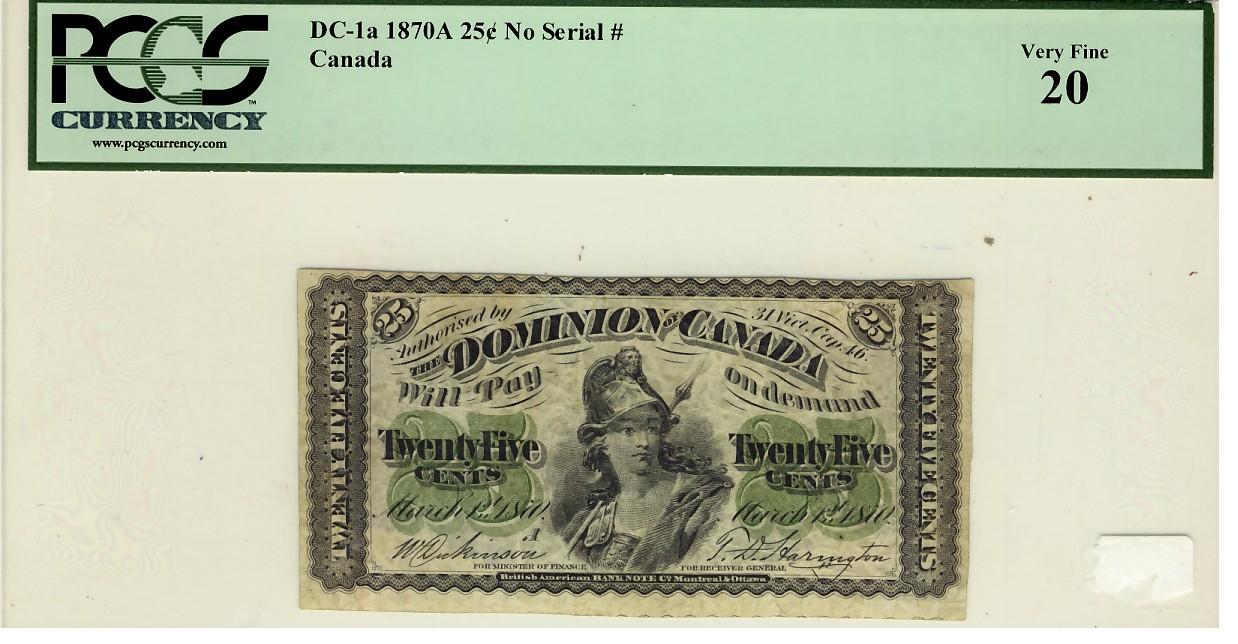 PCGS
TM
CURRENCY
www.pcgscurrency.com
DC-1a 1870A 25¢ No Serial #
Canada
Very Fine
20
25
25
Authorised by
31 Vict. Cap. 46.
THE DOMINION OF CANADA
Will Pay on demand
TWENTY FIVE CENTS
TWENTY FIVE CENTS
25
25
Twenty Five
CENTS
Twenty Five
CENTS
March 1st 1870.
March 1st 1870.
A
W Dickinson
T. D. Harington
FOR MINISTER OF FINANCE
FOR RECEIVER GENERAL
British American BANK NOTE Co. Montreal & Ottawa